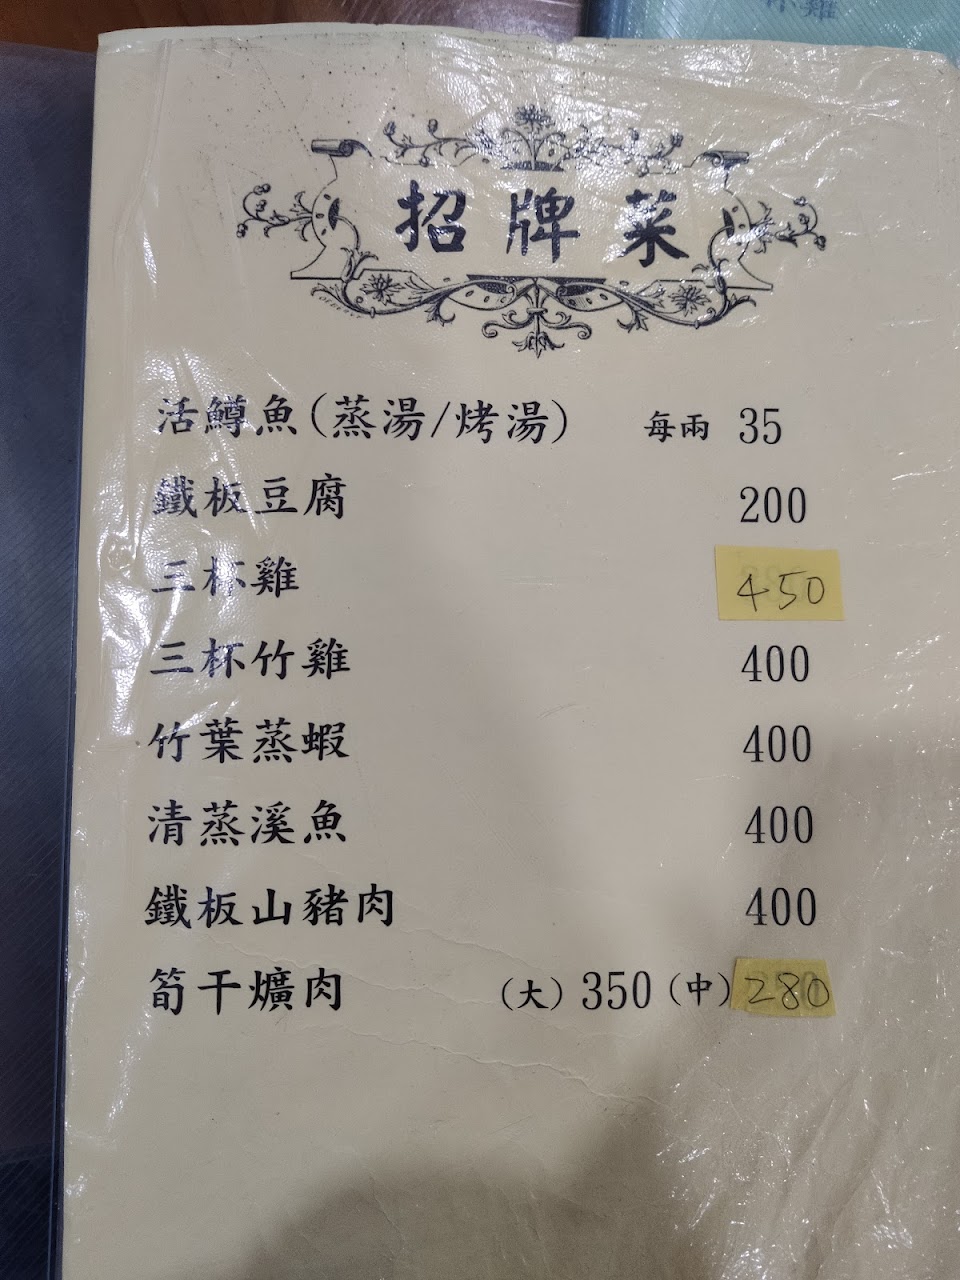 杯雞
招牌菜
活鱒魚(蒸湯/烤湯) 每兩 35
鐵板豆腐 200
三杯雞 450
三杯竹雞 400
竹葉蒸蝦 400
清蒸溪魚 400
鐵板山豬肉 400
筍干爌肉 (大) 350 (中) 280